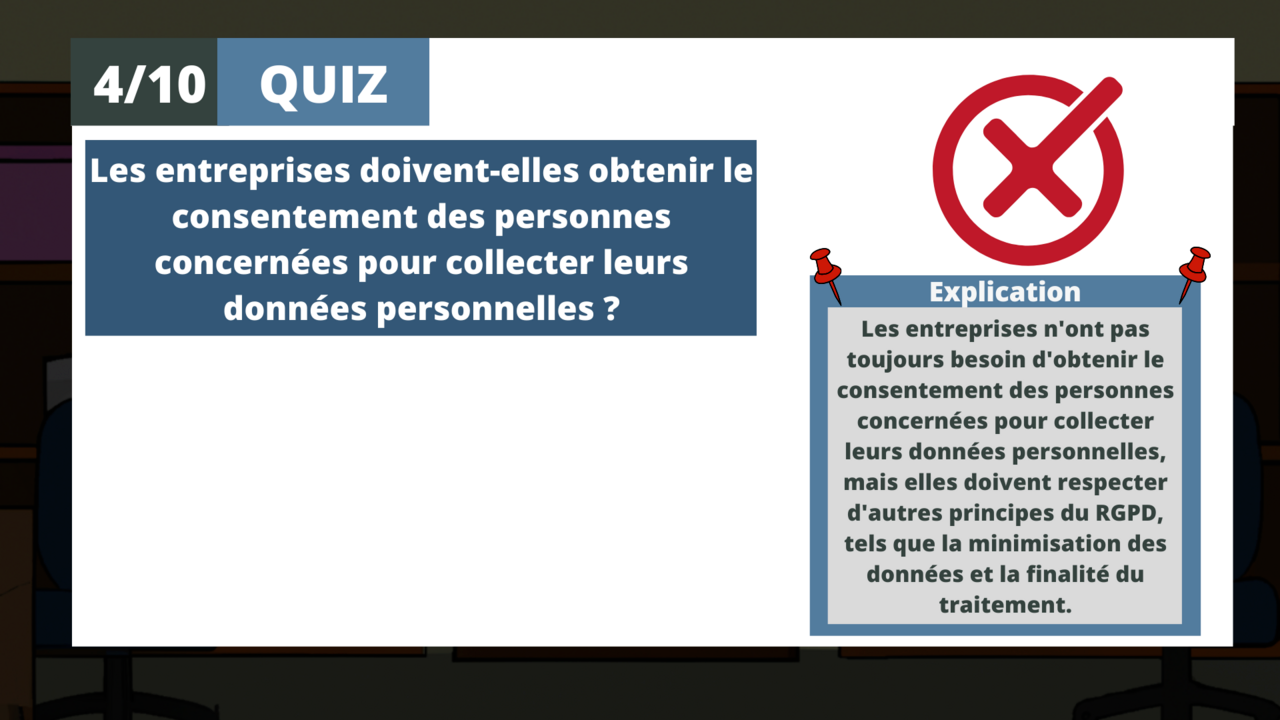 4/10 QUIZ
Les entreprises doivent-elles obtenir le
consentement des personnes
concernées pour collecter leurs
données personnelles ?
Explication
Les entreprises n'ont pas
toujours besoin d'obtenir le
consentement des personnes
concernées pour collecter
leurs données personnelles,
mais elles doivent respecter
d'autres principes du RGPD,
tels que la minimisation des
données et la finalité du
traitement.